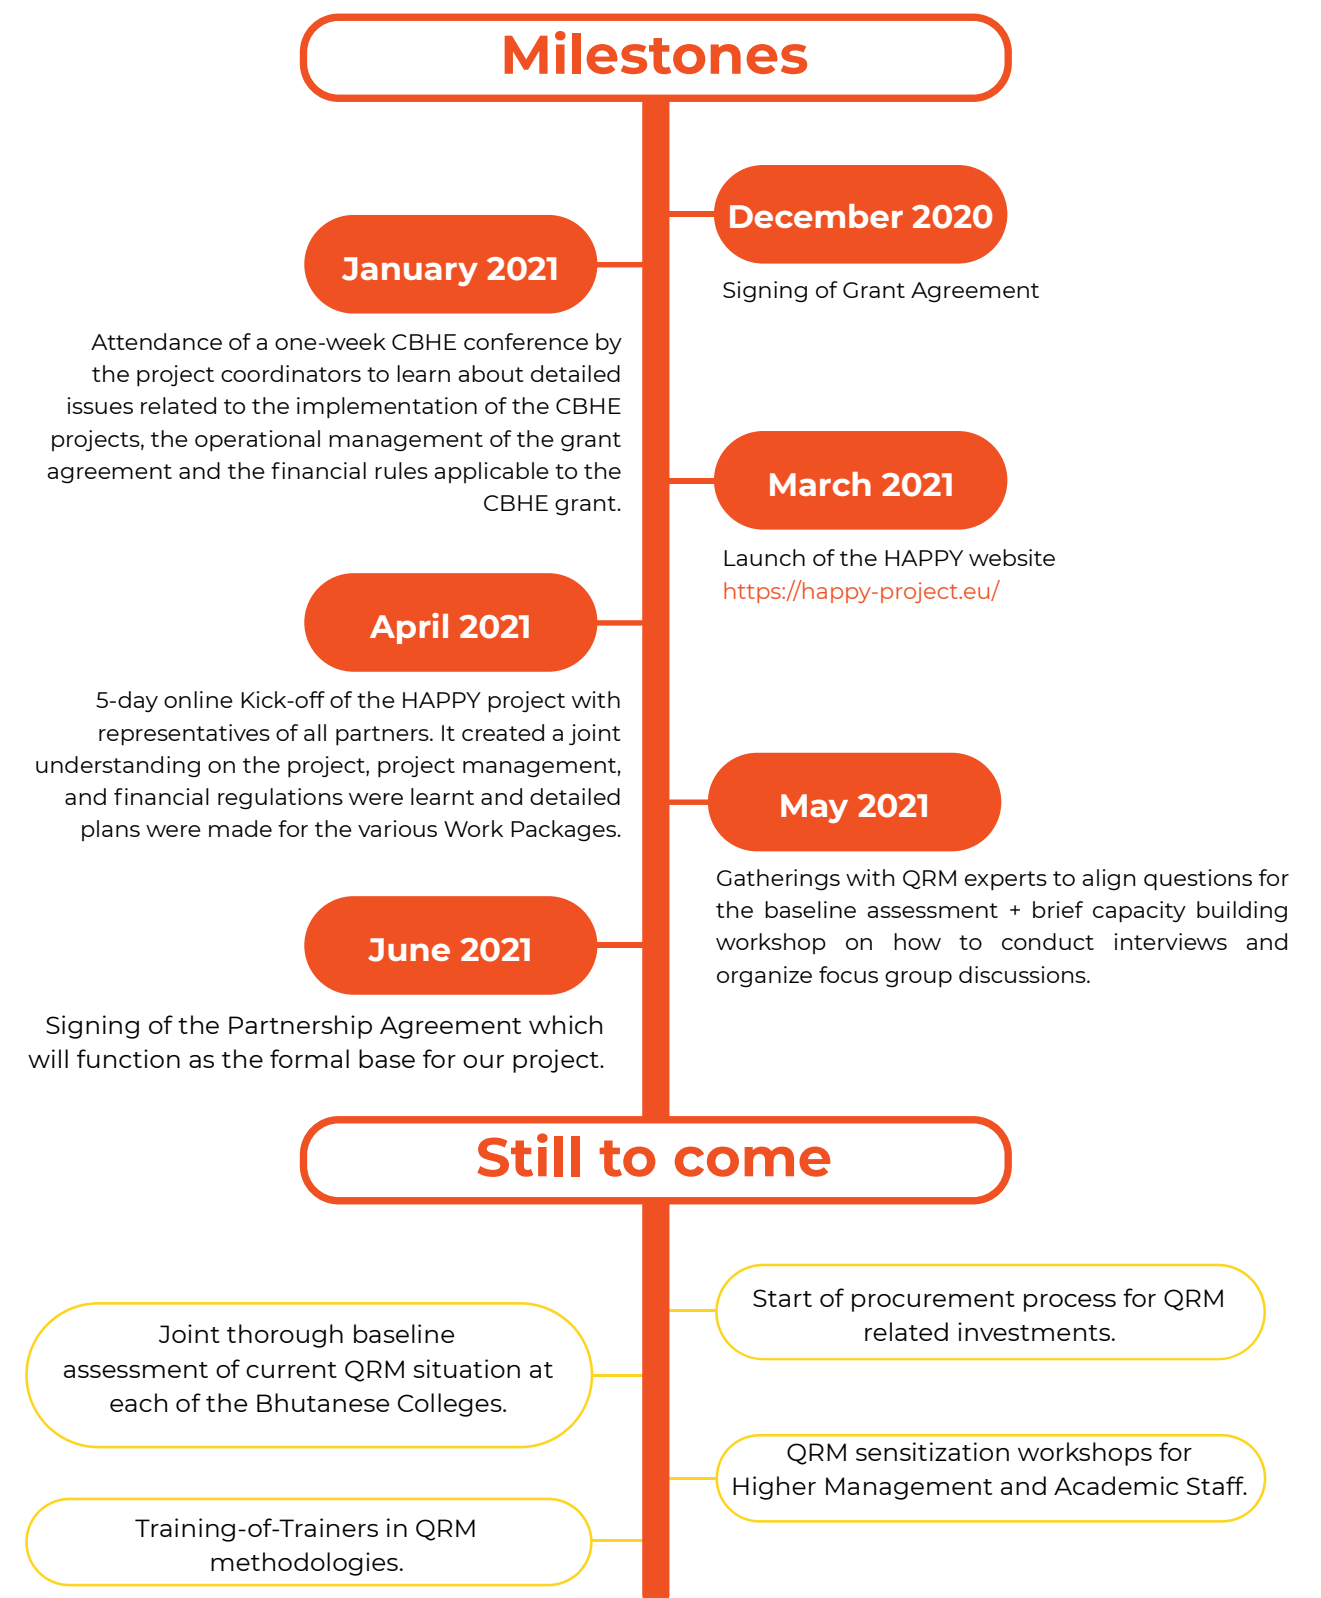 Milestones
December 2020
Signing of Grant Agreement
January 2021
Attendance of a one-week CBHE conference by
the project coordinators to learn about detailed
issues related to the implementation of the CBHE
projects, the operational management of the grant
agreement and the financial rules applicable to the
CBHE grant.
March 2021
Launch of the HAPPY website
https://happy-project.eu/
April 2021
5-day online Kick-off of the HAPPY project with
representatives of all partners. It created a joint
understanding on the project, project management,
and financial regulations were learnt and detailed
plans were made for the various Work Packages.
May 2021
Gatherings with QRM experts to align questions for
the baseline assessment + brief capacity building
workshop on how to conduct interviews and
organize focus group discussions.
June 2021
Signing of the Partnership Agreement which
will function as the formal base for our project.
Still to come
Start of procurement process for QRM
related investments.
Joint thorough baseline
assessment of current QRM situation at
each of the Bhutanese Colleges.
QRM sensitization workshops for
Higher Management and Academic Staff.
Training-of-Trainers in QRM
methodologies.